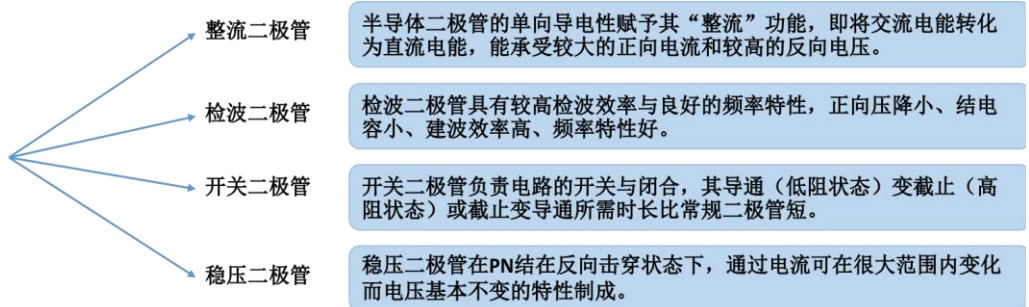 整流二极管
半导体二极管的单向导电性赋予其“整流”功能，即将交流电能转化
为直流电能，能承受较大的正向电流和较高的反向电压。
检波二极管
检波二极管具有较高检波效率与良好的频率特性，正向压降小、结电
容小、建波效率高、频率特性好。
开关二极管
开关二极管负责电路的开关与闭合，其导通（低阻状态）变截止（高
阻状态）或截止变导通所需时长比常规二极管短。
稳压二极管
稳压二极管在PN结在反向击穿状态下，通过电流可在很大范围内变化
而电压基本不变的特性制成。